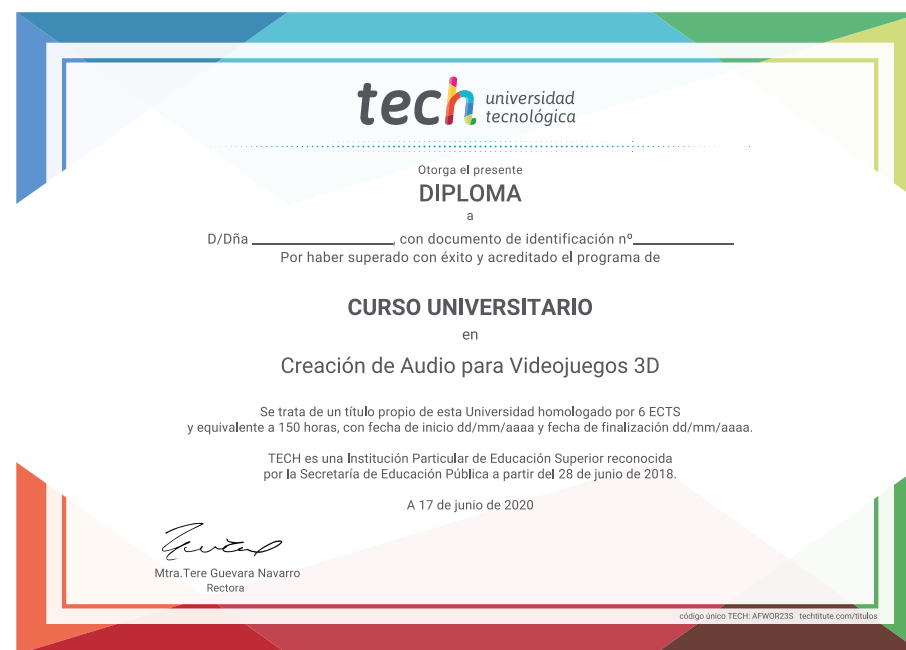 tech universidad
tecnológica
Otorga el presente
DIPLOMA
a
D/Dña ____________________, con documento de identificación nº______________
Por haber superado con éxito y acreditado el programa de
CURSO UNIVERSITARIO
en
Creación de Audio para Videojuegos 3D
Se trata de un título propio de esta Universidad homologado por 6 ECTS
y equivalente a 150 horas, con fecha de inicio dd/mm/aaaa y fecha de finalización dd/mm/aaaa.
TECH es una Institución Particular de Educación Superior reconocida
por la Secretaría de Educación Pública a partir del 28 de junio de 2018.
A 17 de junio de 2020
Mtra.Tere Guevara Navarro
Rectora
código único TECH: AFWOR23S techtitute.com/titulos